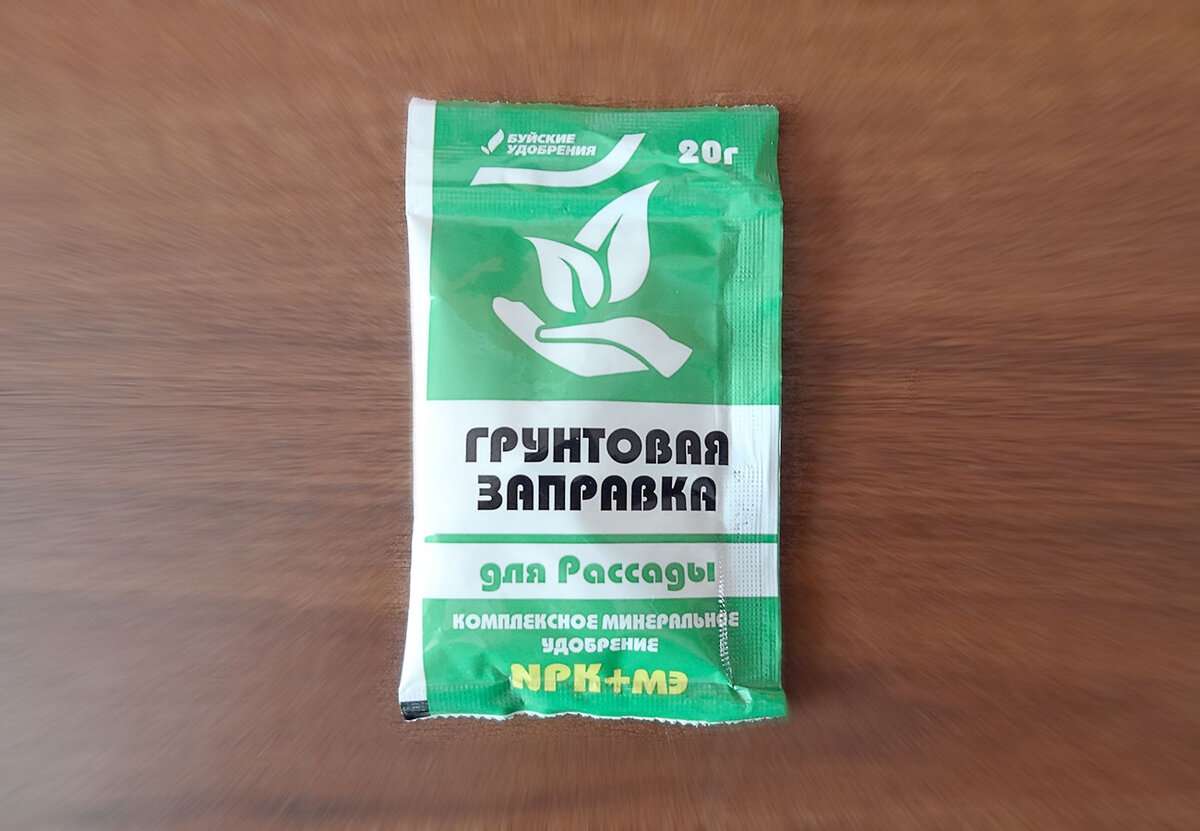 БУЙСКИЕ
УДОБРЕНИЯ
20г
ГРУНТОВАЯ
ЗАПРАВКА
для Рассады
КОМПЛЕКСНОЕ МИНЕРАЛЬНОЕ
УДОБРЕНИЕ
NPK+МЭ